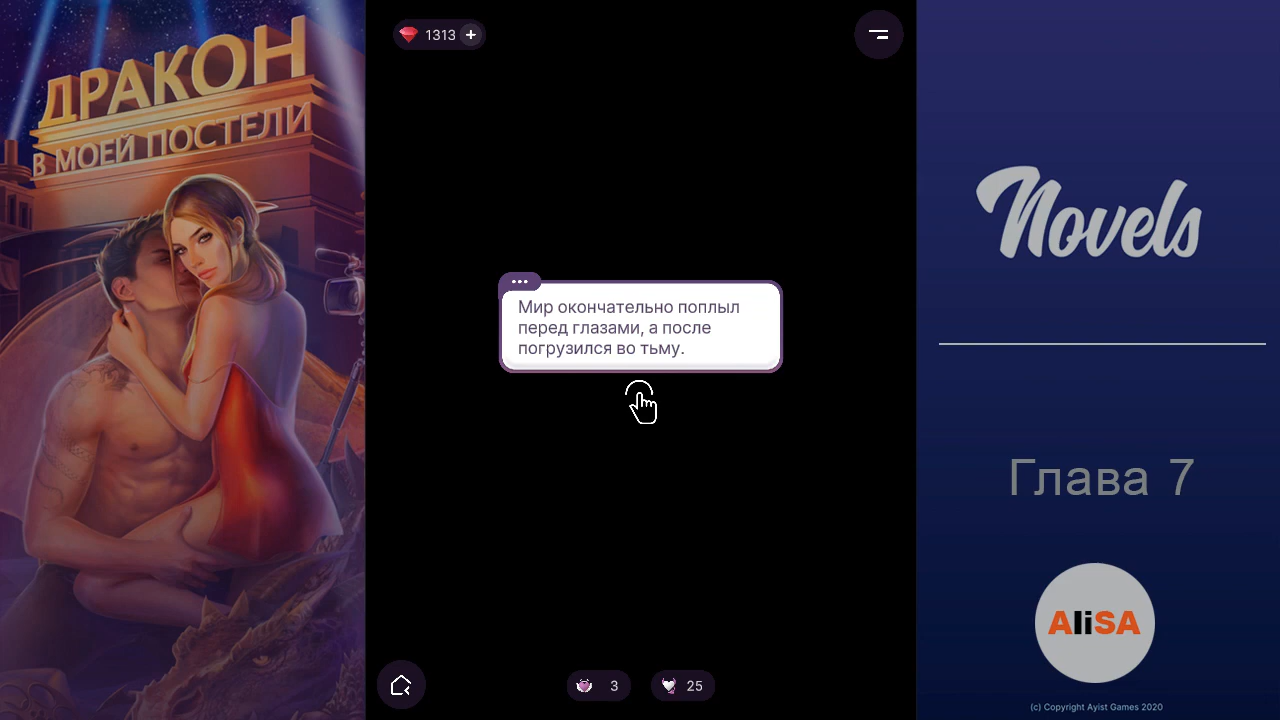 ДРАКОН
В МОЕЙ ПОСТЕЛИ
1313
Мир окончательно поплыл
перед глазами, а после
погрузился во тьму.
3
25
Novels
Глава 7
AliSA
(c) Copyright Ayist Games 2020